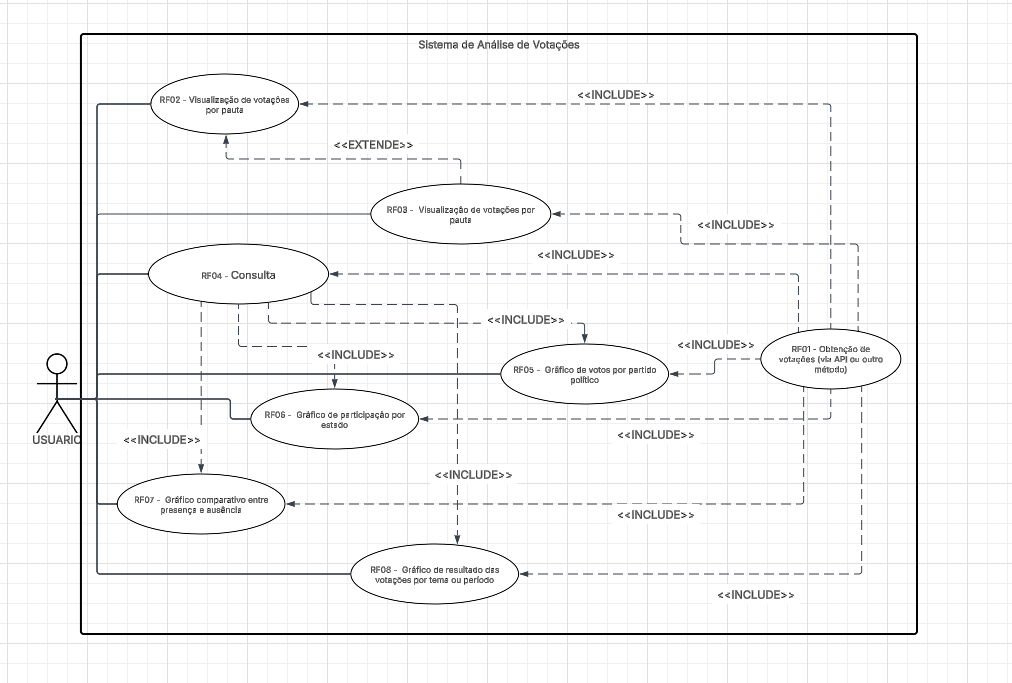 Sistema de Análise de Votações
<<INCLUDE>>
RF02 - Visualização de votações
por pauta
<<EXTENDE>>
RF03 - Visualização de votações por
pauta
<<INCLUDE>>
<<INCLUDE>>
RF04 - Consulta
<<INCLUDE>>
<<INCLUDE>>
RF01 - Obtenção de
votações (via API ou outro
método)
<<INCLUDE>>
RF05 - Gráfico de votos por partido
político
RF06 - Gráfico de participação por
estado
USUARIO
<<INCLUDE>>
<<INCLUDE>>
<<INCLUDE>>
RF07 - Gráfico comparativo entre
presença e ausência
<<INCLUDE>>
RF08 - Gráfico de resultado das
votações por tema ou período
<<INCLUDE>>